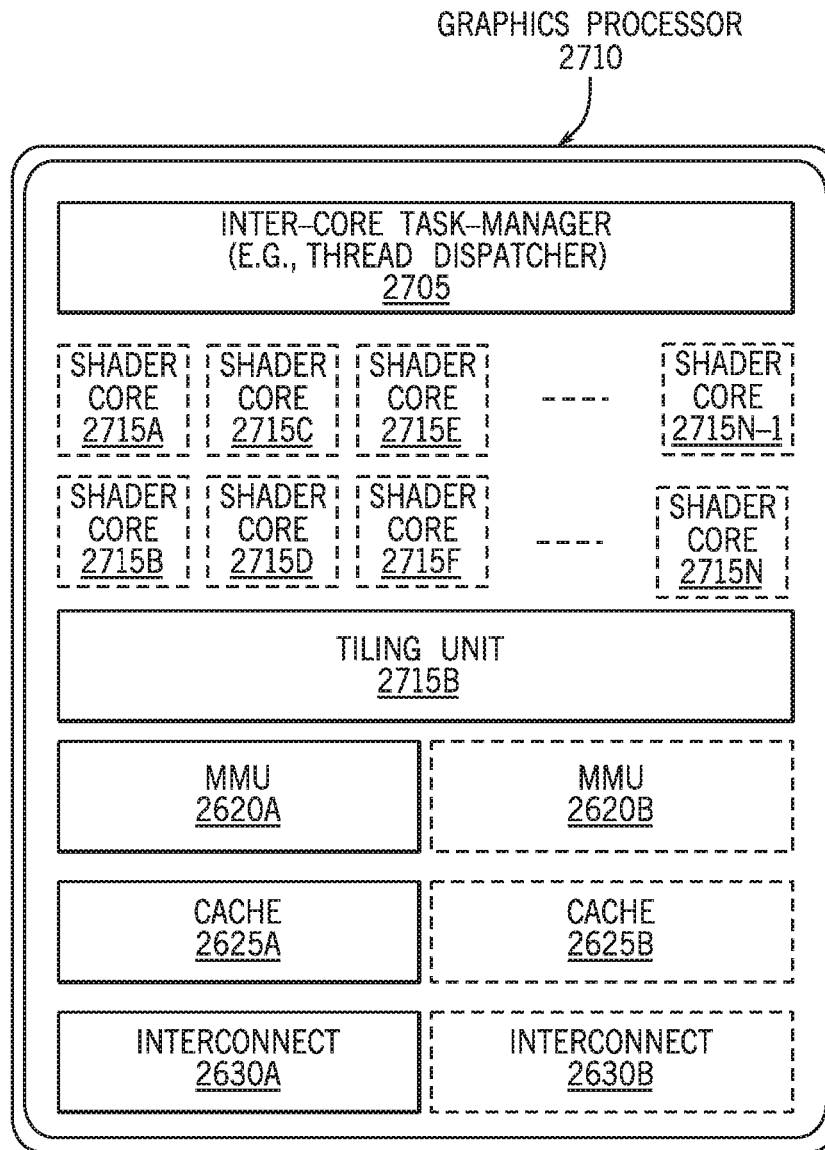 GRAPHICS PROCESSOR
2710
INTER-CORE TASK-MANAGER
(E.G., THREAD DISPATCHER)
2705
SHADER CORE 2715A
SHADER CORE 2715C
SHADER CORE 2715E
SHADER CORE 2715N-1
SHADER CORE 2715B
SHADER CORE 2715D
SHADER CORE 2715F
SHADER CORE 2715N
TILING UNIT
2715B
MMU
2620A
MMU
2620B
CACHE
2625A
CACHE
2625B
INTERCONNECT
2630A
INTERCONNECT
2630B